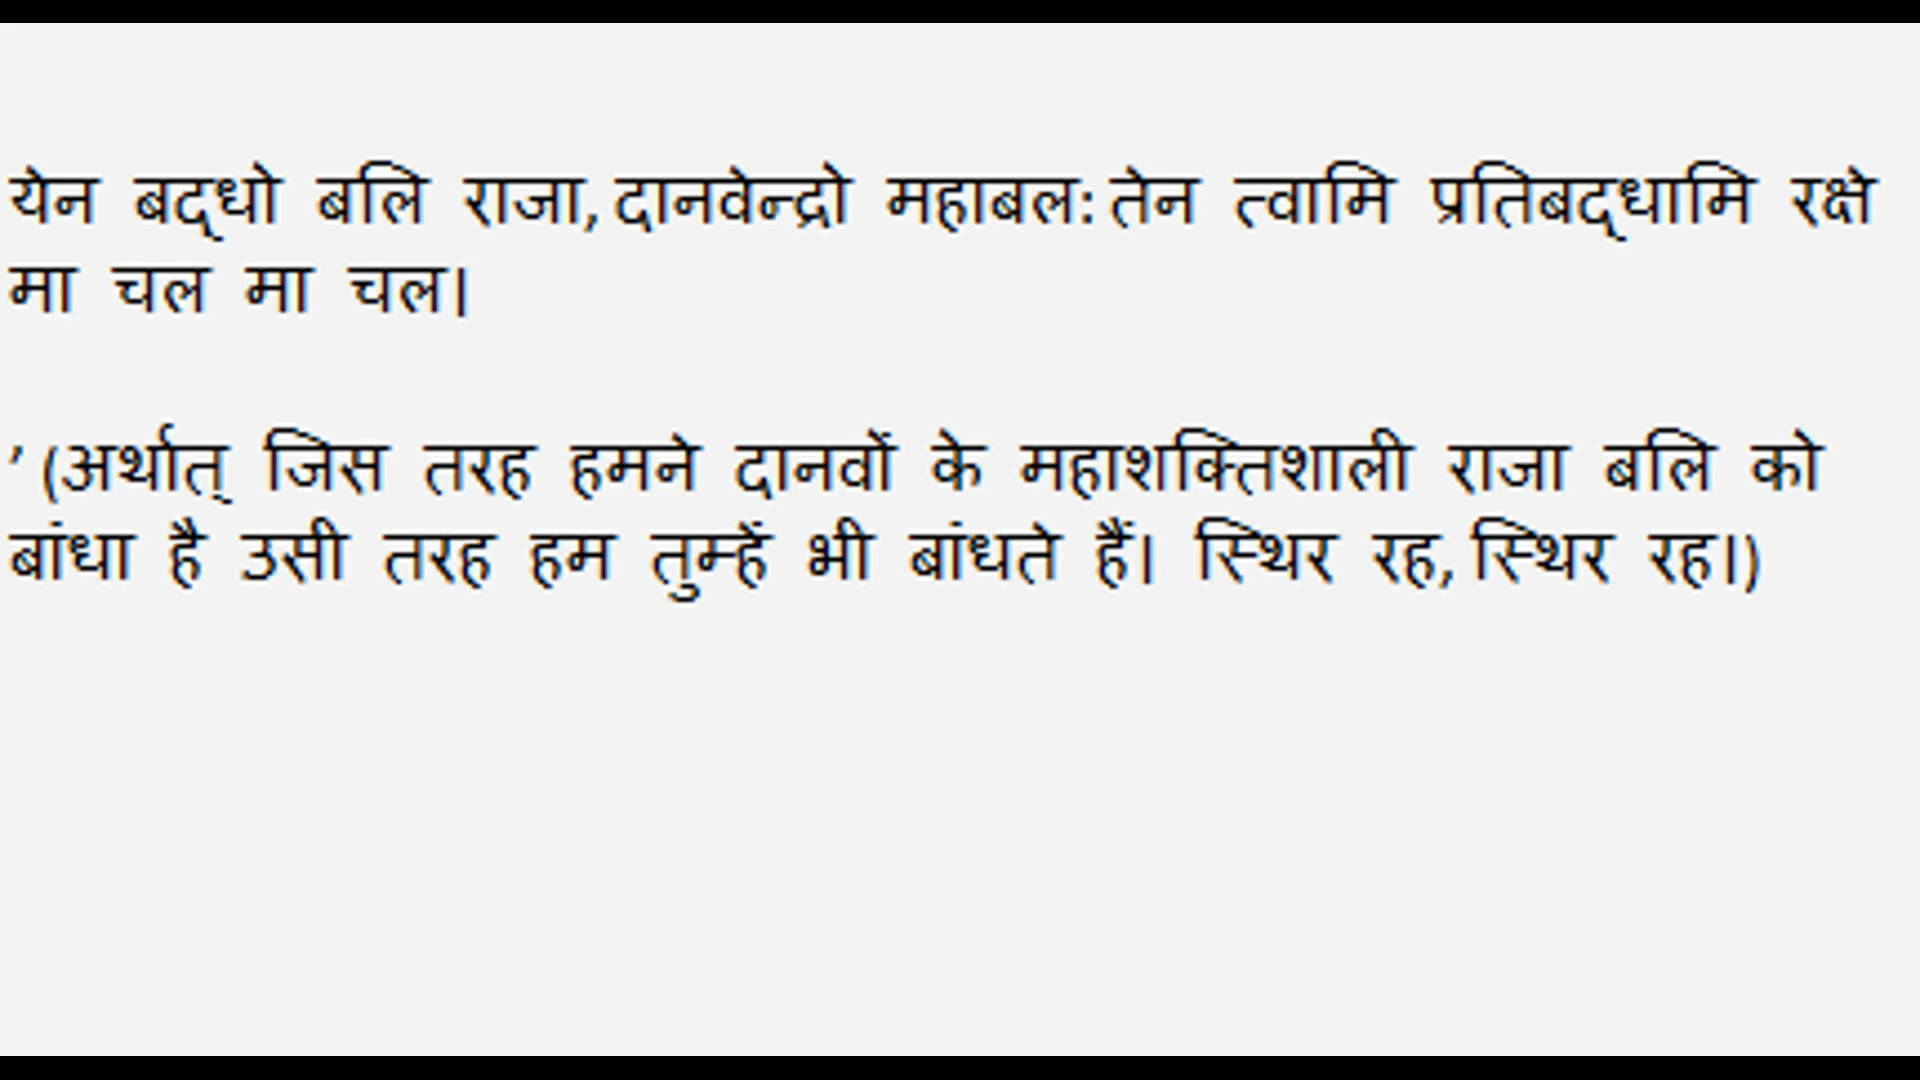 येन बद्‌धो बलि राजा, दानवेन्द्रो महाबल: तेन त्वामि प्रतिबद्‌धामि रक्षे
मा चल मा चल।
’ (अर्थात् जिस तरह हमने दानवों के महाशक्तिशाली राजा बलि को
बांधा है उसी तरह हम तुम्हें भी बांधते हैं। स्थिर रह, स्थिर रह।)